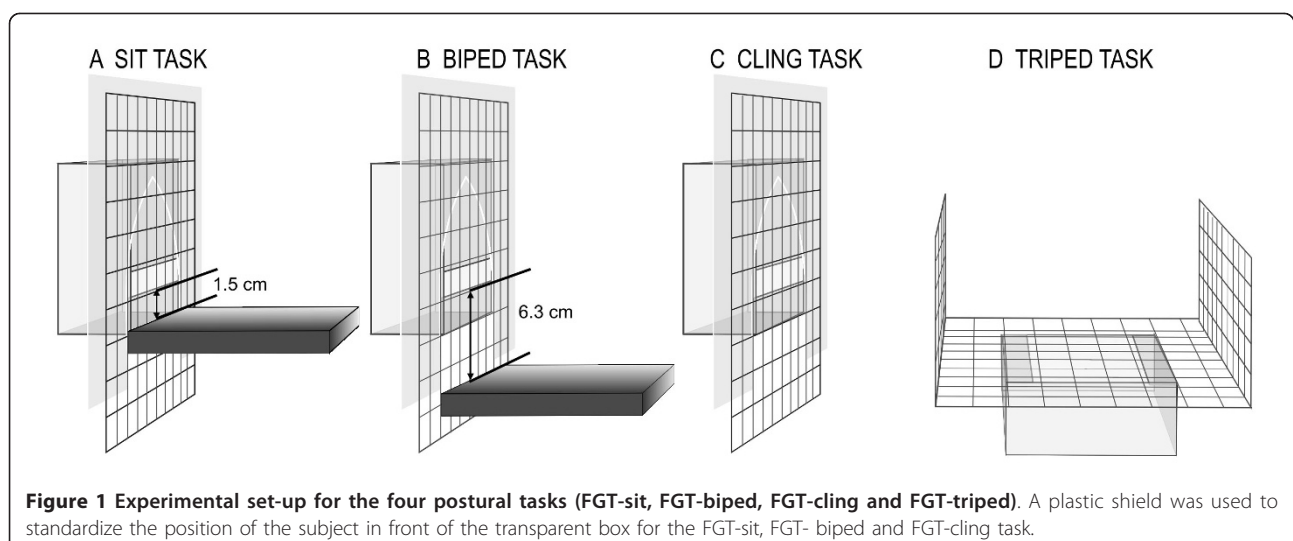 A SIT TASK
B BIPED TASK
C CLING TASK
D TRIPED TASK
1.5 cm
6.3 cm
Figure 1 Experimental set-up for the four postural tasks (FGT-sit, FGT-biped, FGT-cling and FGT-triped). A plastic shield was used to
standardize the position of the subject in front of the transparent box for the FGT-sit, FGT- biped and FGT-cling task.